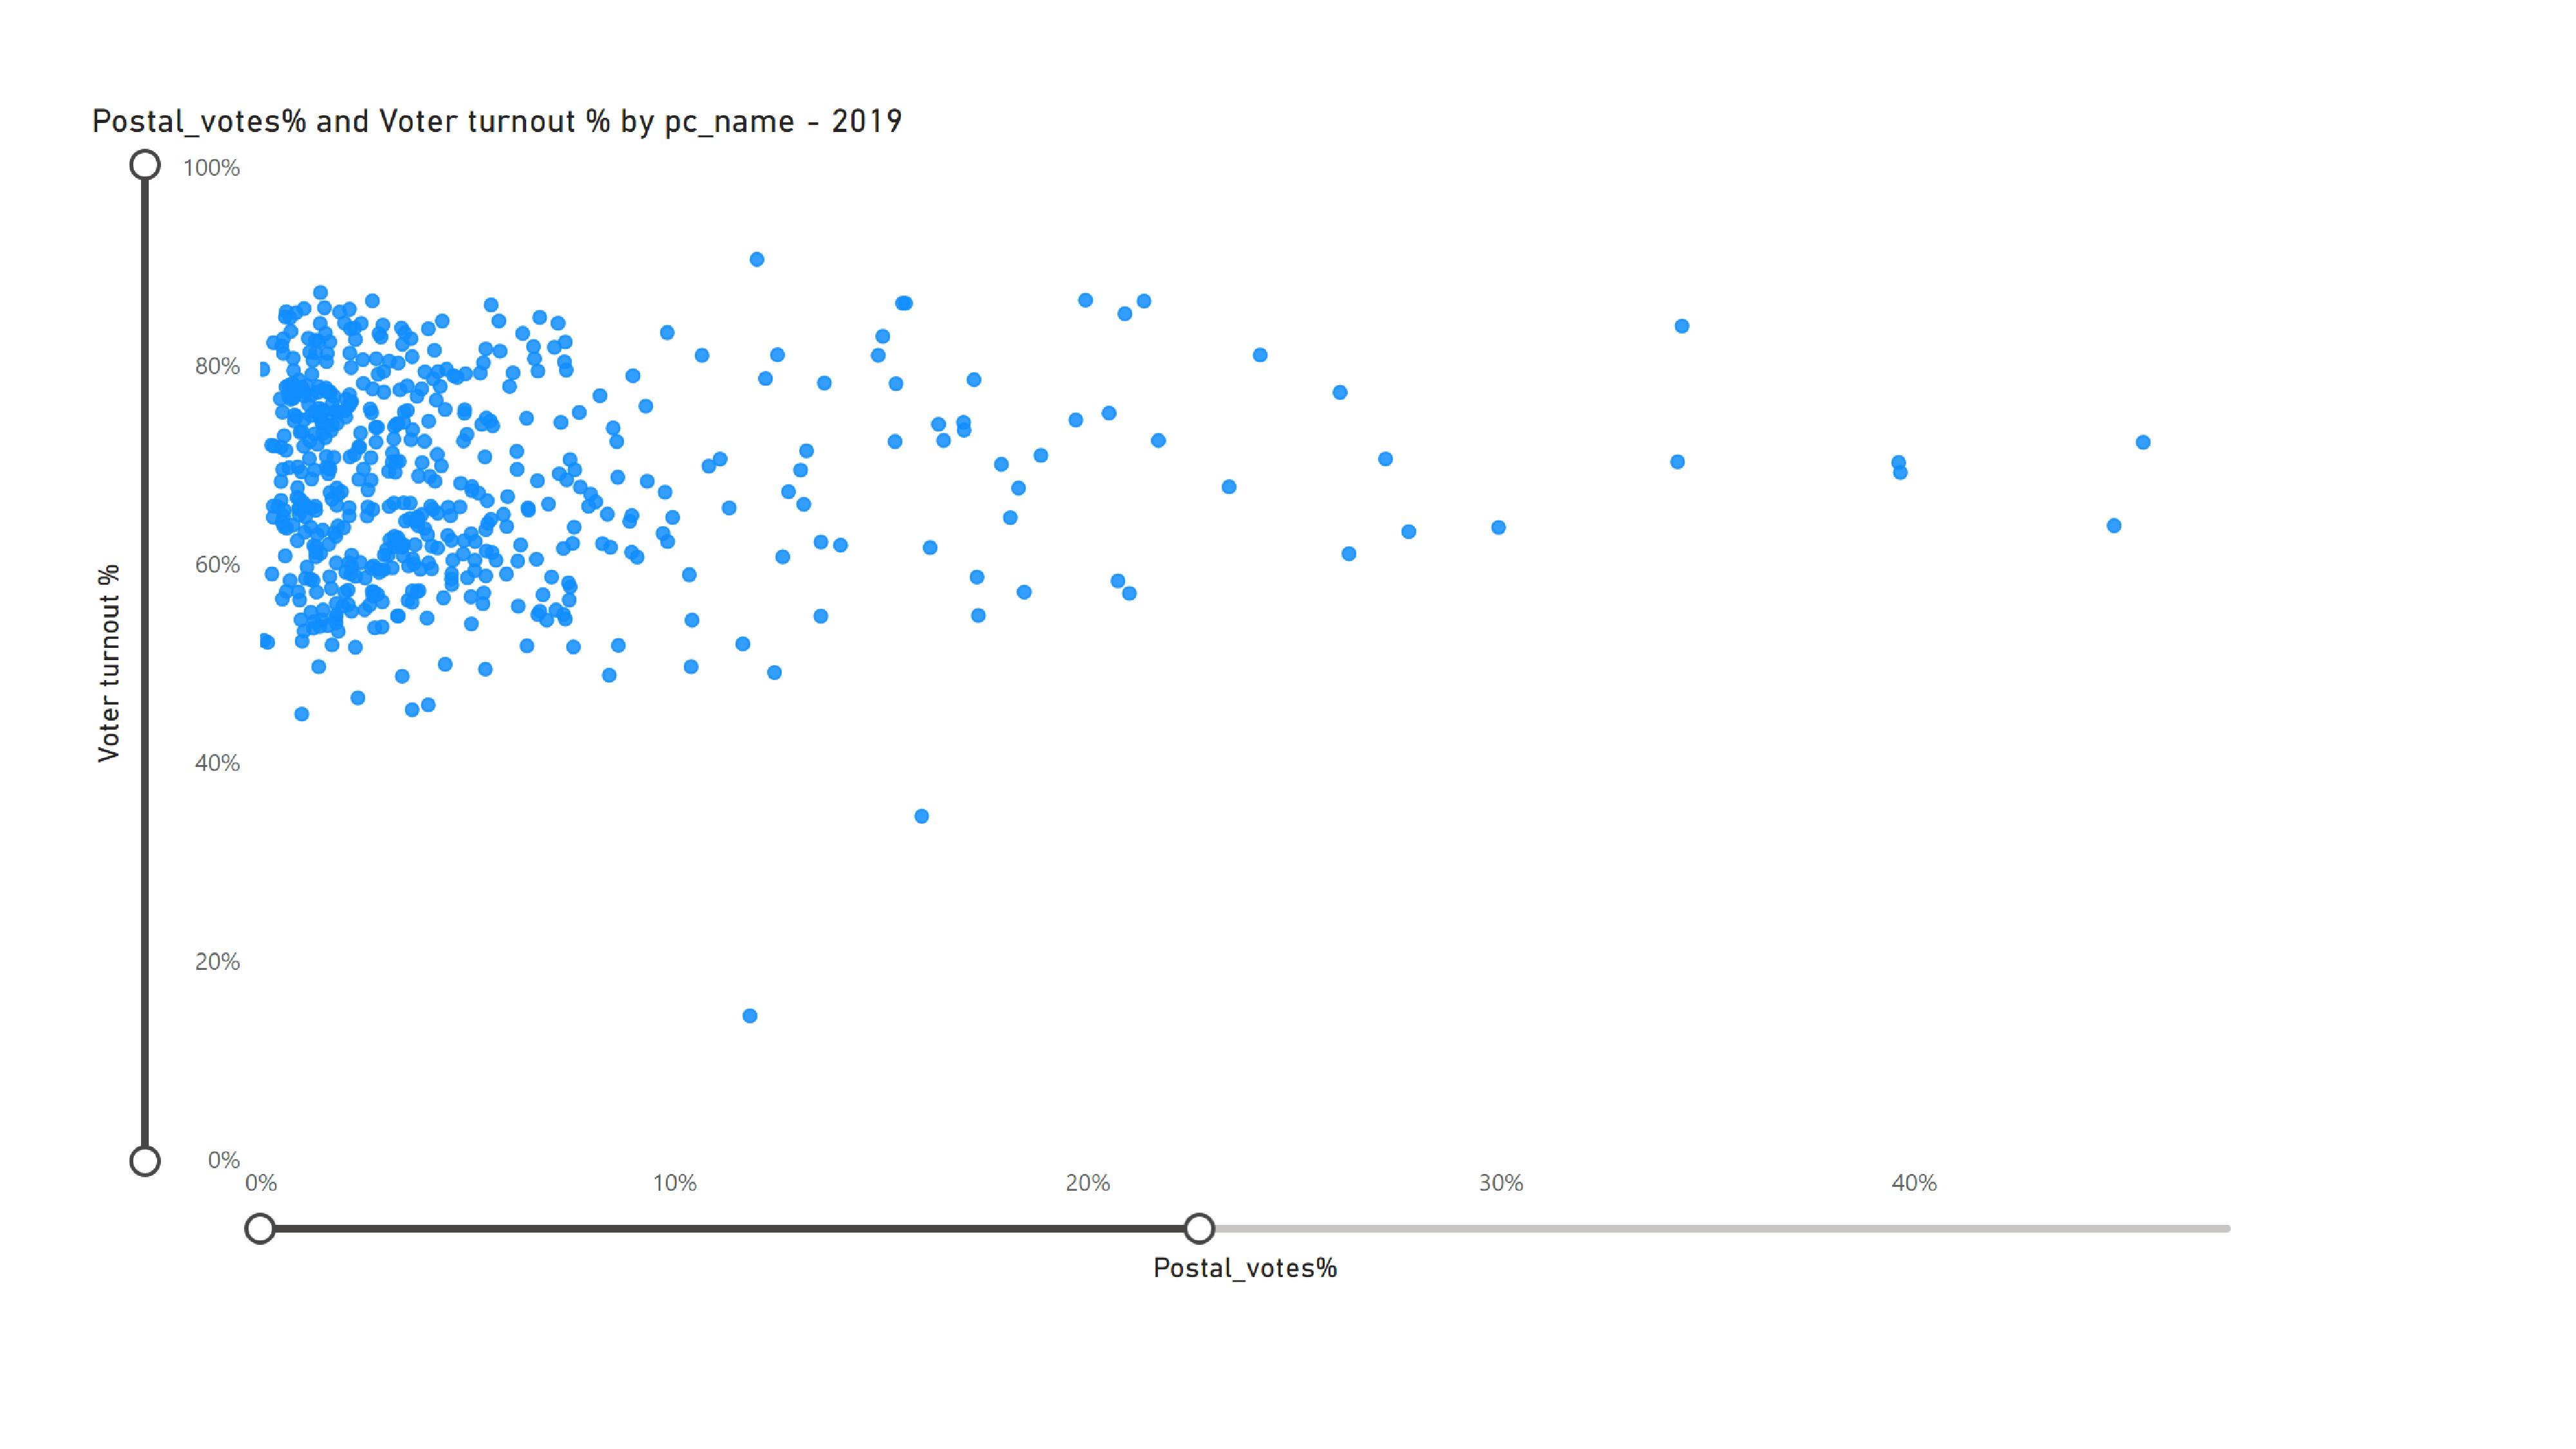 Postal_votes% and Voter turnout % by pc_name - 2019
100%
80%
60%
40%
20%
0%
Voter turnout %
0% 10% 20% 30% 40%
Postal_votes%